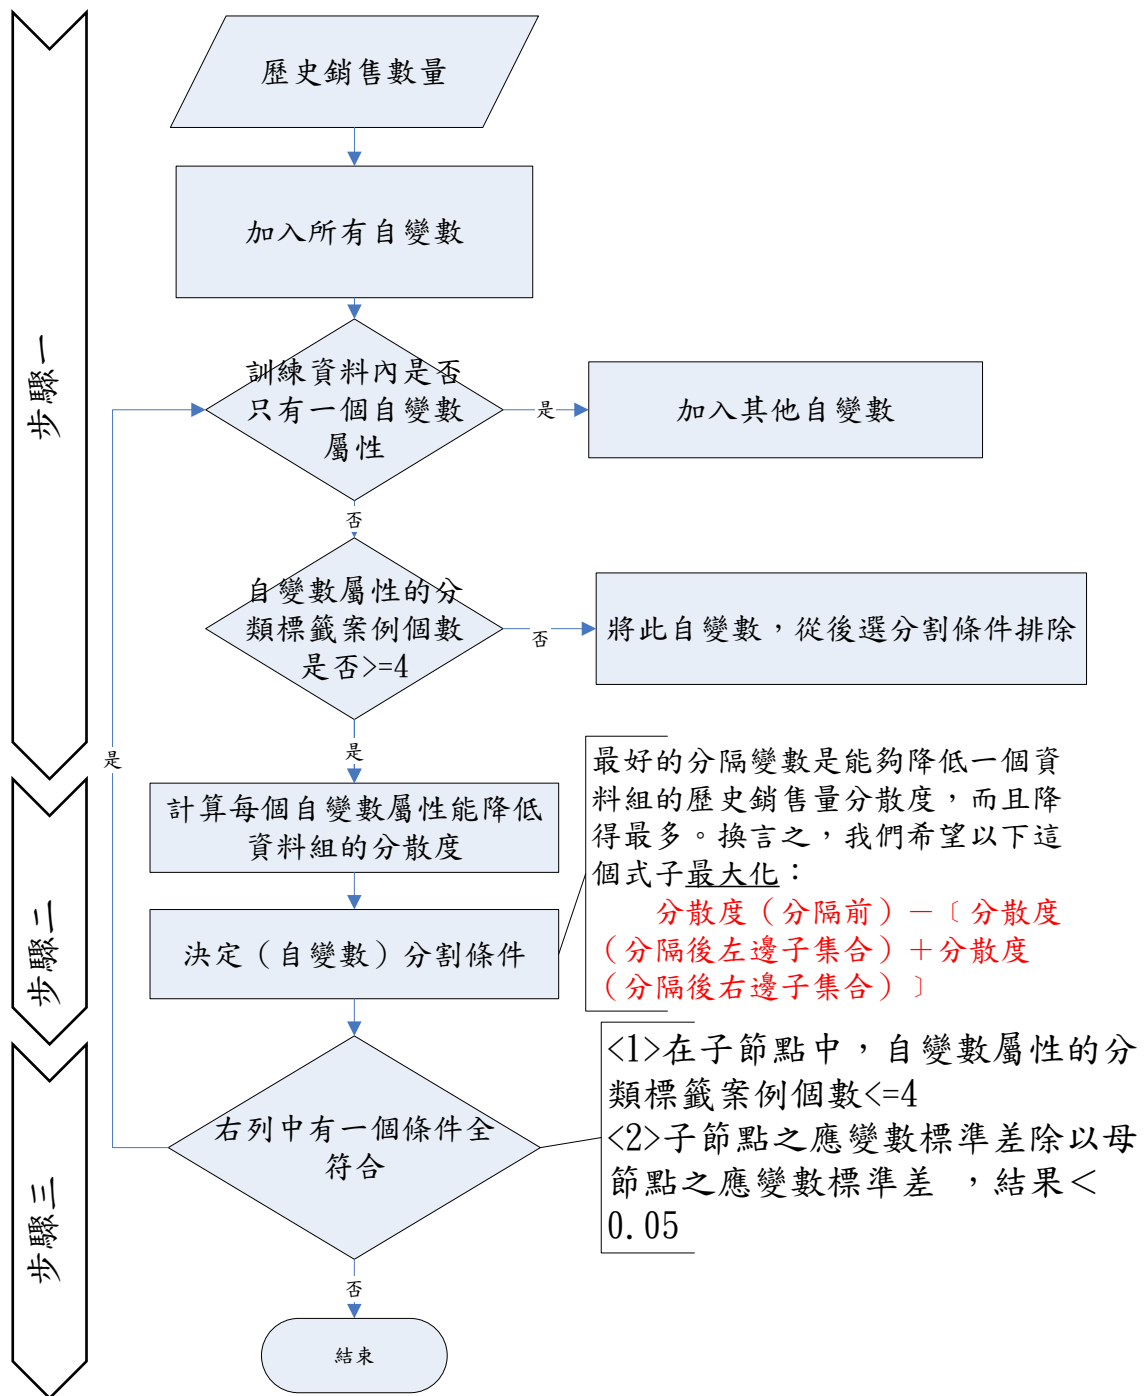 步驟一
歷史銷售數量
加入所有自變數
訓練資料內是否
只有一個自變數
屬性
是
加入其他自變數
否
自變數屬性的分
類標籤案例個數
是否>=4
否
將此自變數，從後選分割條件排除
是
是
步驟二
計算每個自變數屬性能降低
資料組的分散度
決定（自變數）分割條件
最好的分隔變數是能夠降低一個資
料組的歷史銷售量分散度，而且降
得最多。換言之，我們希望以下這
個式子最大化：
分散度（分隔前）－﹝分散度
（分隔後左邊子集合）＋分散度
（分隔後右邊子集合）﹞
步驟三
右列中有一個條件全
符合
<1>在子節點中，自變數屬性的分
類標籤案例個數<=4
<2>子節點之應變數標準差除以母
節點之應變數標準差 ，結果＜
0.05
否
結束